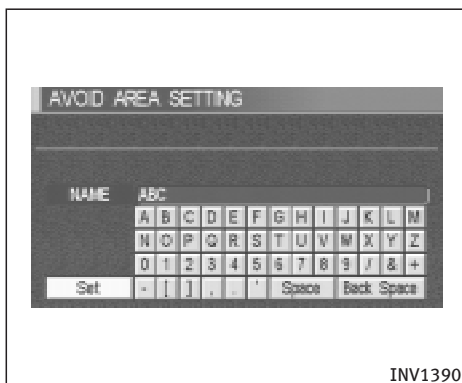 AVOID AREA SETTING
NAME ABC
A B C D E F G H I J K L M
N O P Q R S T U V W X Y Z
0 1 2 3 4 5 6 7 8 9 / & +
Set - [ ] , . ' Space Back Space
INV1390